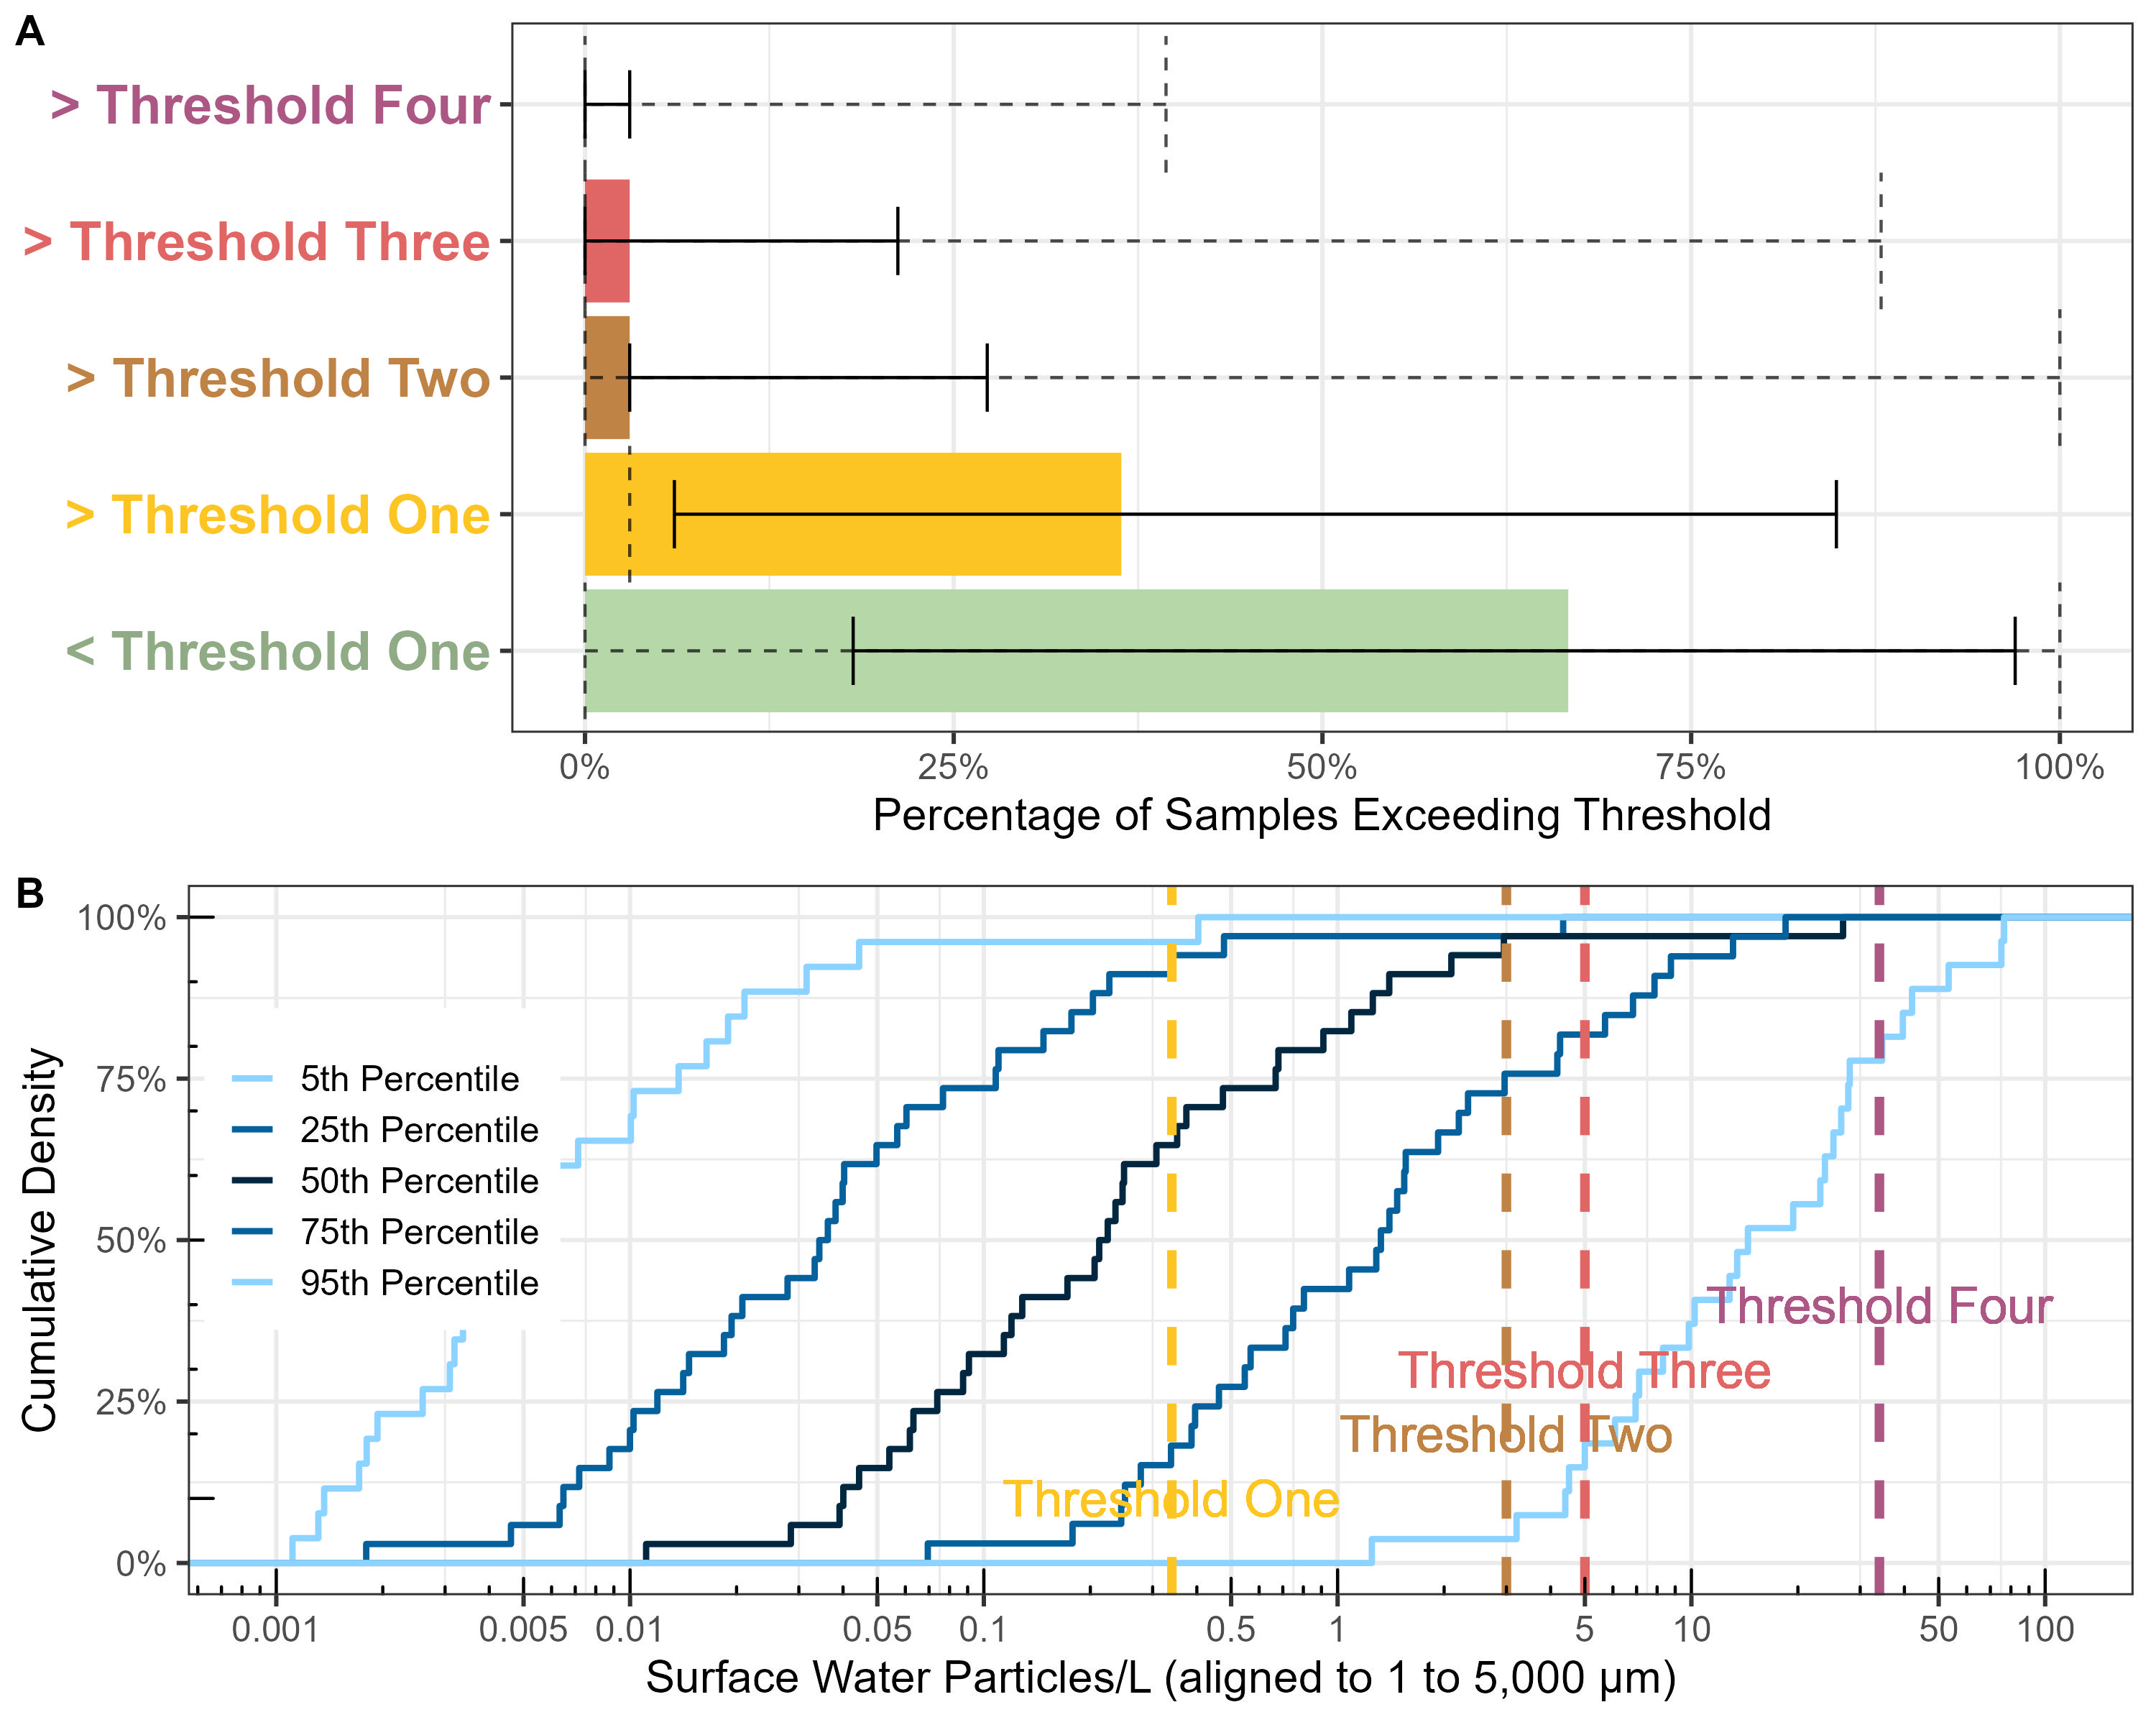 A
> Threshold Four
> Threshold Three
> Threshold Two
> Threshold One
< Threshold One
0% 25% 50% 75% 100%
Percentage of Samples Exceeding Threshold
B
100%
75%
50%
25%
0%
Cumulative Density
5th Percentile
25th Percentile
50th Percentile
75th Percentile
95th Percentile
Threshold Four
Threshold Three
Threshold Two
Threshold One
0.001 0.005 0.01 0.05 0.1 0.5 1 5 10 50 100
Surface Water Particles/L (aligned to 1 to 5,000 µm)